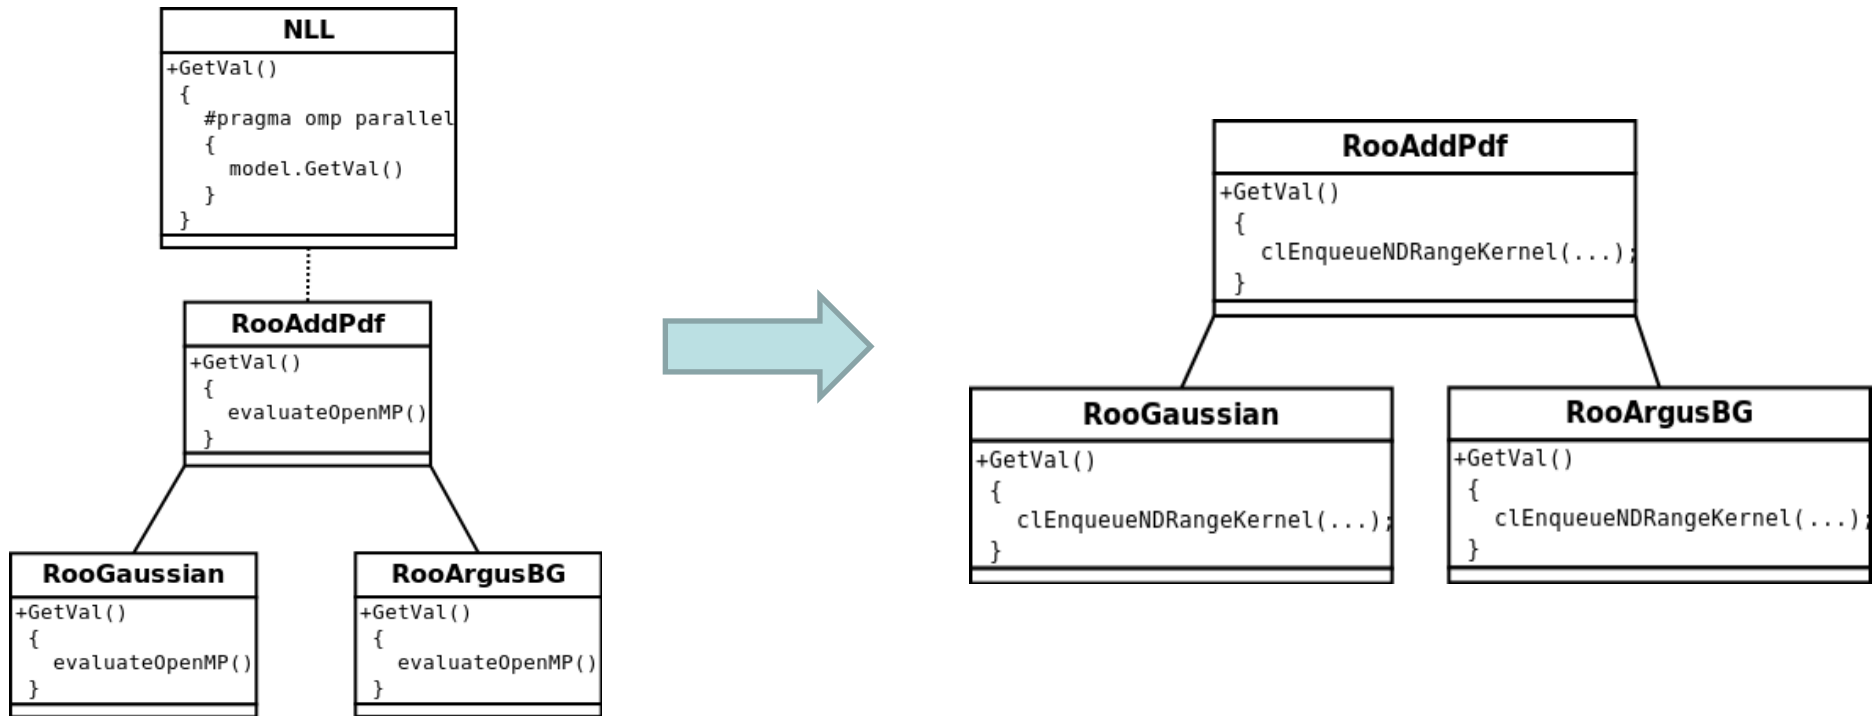 NLL
+GetVal()
{
#pragma omp parallel
{
model.GetVal()
}
}
RooAddPdf
+GetVal()
{
evaluateOpenMP()
}
RooGaussian
+GetVal()
{
evaluateOpenMP()
}
RooArgusBG
+GetVal()
{
evaluateOpenMP()
}
RooAddPdf
+GetVal()
{
clEnqueueNDRangeKernel(...);
}
RooGaussian
+GetVal()
{
clEnqueueNDRangeKernel(...);
}
RooArgusBG
+GetVal()
{
clEnqueueNDRangeKernel(...);
}